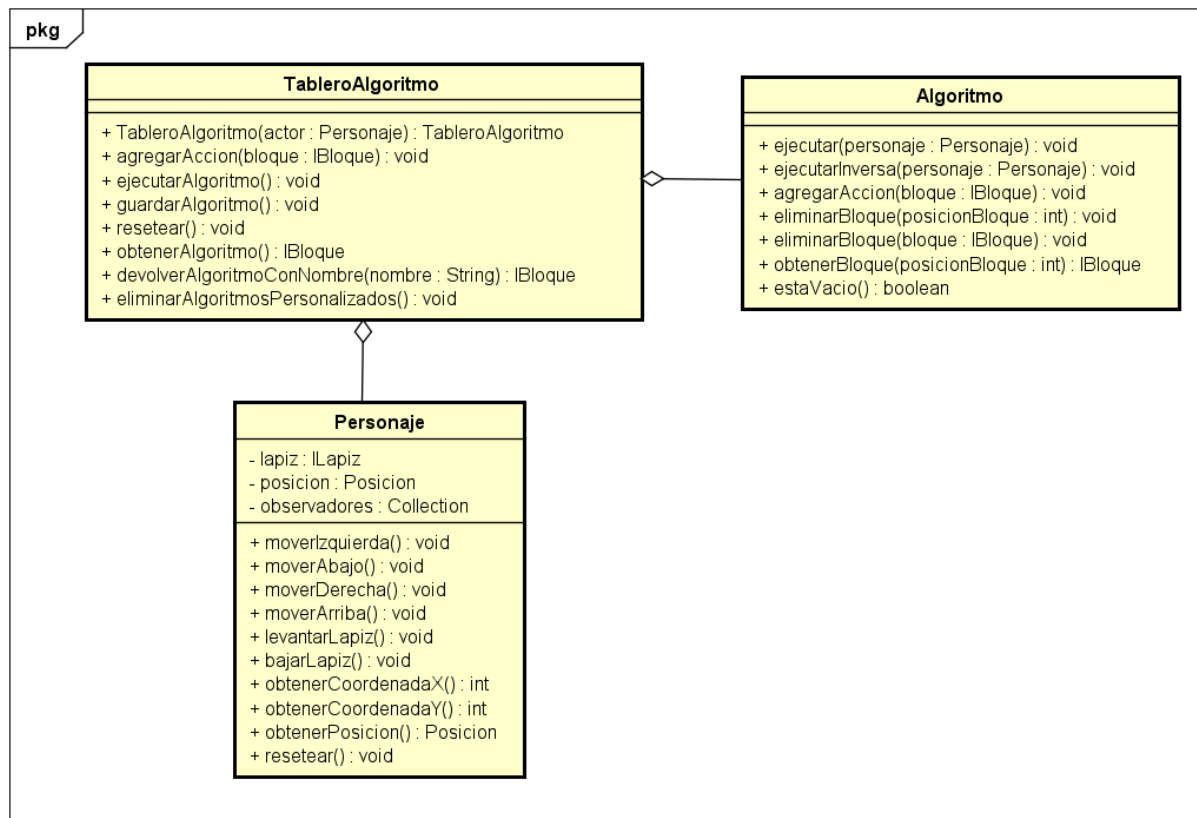 pkg
TableroAlgoritmo
+ TableroAlgoritmo(actor : Personaje) : TableroAlgoritmo
+ agregarAccion(bloque : IBloque) : void
+ ejecutarAlgoritmo() : void
+ guardarAlgoritmo() : void
+ resetear() : void
+ obtenerAlgoritmo() : IBloque
+ devolverAlgoritmoConNombre(nombre : String) : IBloque
+ eliminarAlgoritmosPersonalizados() : void
Algoritmo
+ ejecutar(personaje : Personaje) : void
+ ejecutarInversa(personaje : Personaje) : void
+ agregarAccion(bloque : IBloque) : void
+ eliminarBloque(posicionBloque : int) : void
+ eliminarBloque(bloque : IBloque) : void
+ obtenerBloque(posicionBloque : int) : IBloque
+ estaVacio() : boolean
Personaje
- lapiz : ILapiz
- posicion : Posicion
- observadores : Collection
+ moverIzquierda() : void
+ moverAbajo() : void
+ moverDerecha() : void
+ moverArriba() : void
+ levantarLapiz() : void
+ bajarLapiz() : void
+ obtenerCoordenadaX() : int
+ obtenerCoordenadaY() : int
+ obtenerPosicion() : Posicion
+ resetear() : void